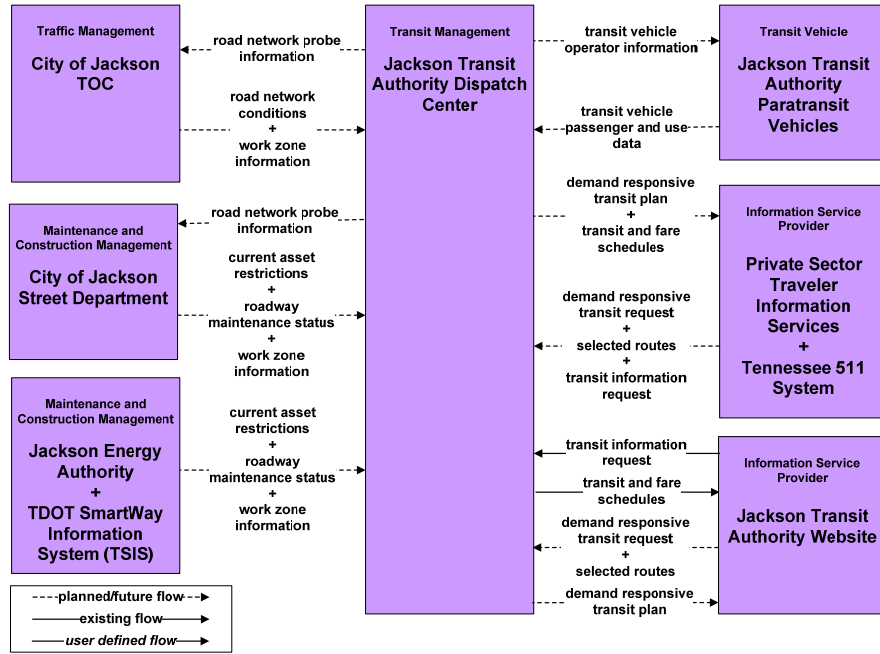 Traffic Management
City of Jackson
TOC
road network probe
information
road network
conditions
+
work zone
information
Maintenance and
Construction Management
City of Jackson
Street Department
road network probe
information
current asset
restrictions
+
roadway
maintenance status
+
work zone
information
Maintenance and
Construction Management
Jackson Energy
Authority
+
TDOT SmartWay
Information
System (TSIS)
current asset
restrictions
+
roadway
maintenance status
+
work zone
information
Transit Management
Jackson Transit
Authority Dispatch
Center
transit vehicle
operator information
transit vehicle
passenger and use
data
Transit Vehicle
Jackson Transit
Authority
Paratransit
Vehicles
demand responsive
transit plan
+
transit and fare
schedules
demand responsive
transit request
+
selected routes
+
transit information
request
Information Service
Provider
Private Sector
Traveler
Information
Services
+
Tennessee 511
System
transit information
request
transit and fare
schedules
demand responsive
transit request
+
selected routes
demand responsive
transit plan
Information Service
Provider
Jackson Transit
Authority Website
planned/future flow
existing flow
user defined flow